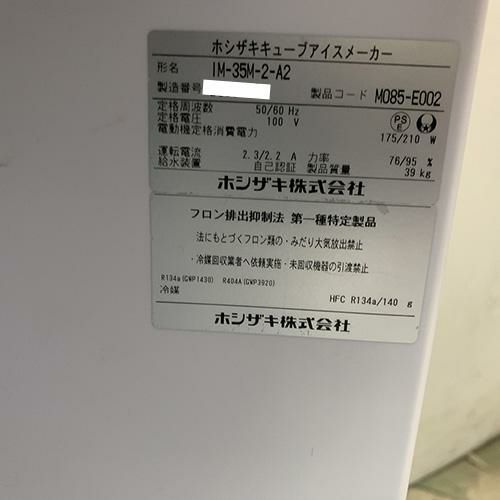 ホシザキキューブアイスメーカー
形名 IM-35M-2-A2
製造番号
製品コード M085-E002
定格周波数 50/60 Hz
定格電圧 100 V
PS
E
電動機定格消費電力 175/210 W
運転電流 2.3/2.2 A 力率 76/95 %
給水装置 自己認証 製品質量 39 kg
ホシザキ株式会社
フロン排出抑制法 第一種特定製品
法にもとづくフロン類の・みだり大気放出禁止
・冷媒回収業者へ依頼実施・未回収機器の引渡禁止
R134a(GWP1430) R404A(GWP3920)
冷媒 HFC R134a/140 g
ホシザキ株式会社